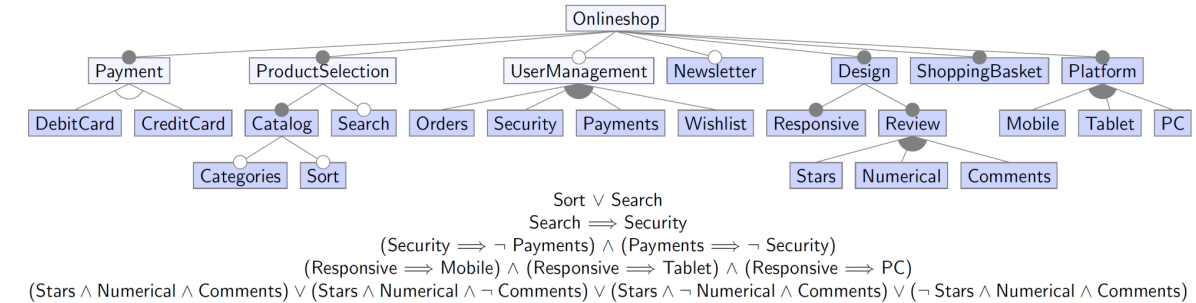 Onlineshop
Payment ProductSelection UserManagement Newsletter Design ShoppingBasket Platform
DebitCard CreditCard Catalog Search Orders Security Payments Wishlist Responsive Review Mobile Tablet PC
Categories Sort Stars Numerical Comments
Sort ∨ Search
Search ⟹ Security
(Security ⟹ ¬ Payments) ∧ (Payments ⟹ ¬ Security)
(Responsive ⟹ Mobile) ∧ (Responsive ⟹ Tablet) ∧ (Responsive ⟹ PC)
(Stars ∧ Numerical ∧ Comments) ∨ (Stars ∧ Numerical ∧ ¬ Comments) ∨ (Stars ∧ ¬ Numerical ∧ Comments) ∨ (¬ Stars ∧ Numerical ∧ Comments)